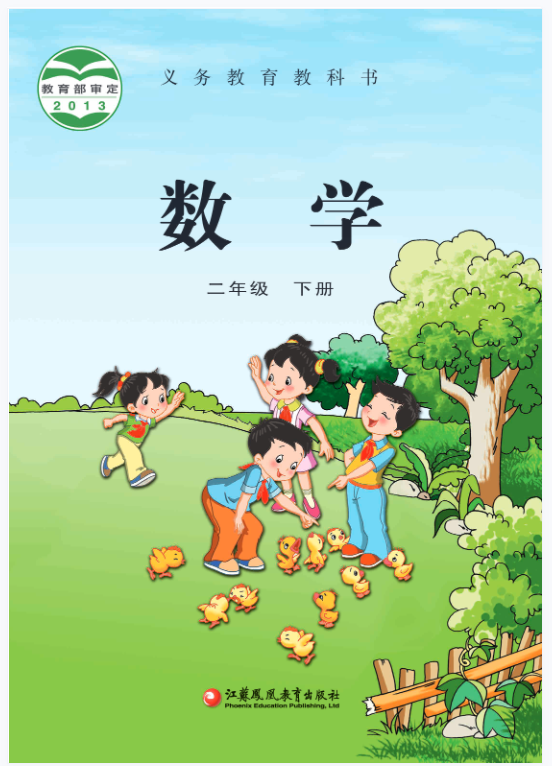 义务教育教科书
教育部审定
2013
数 学
二年级 下册
江苏凤凰教育出版社
Phoenix Education Publishing, Ltd